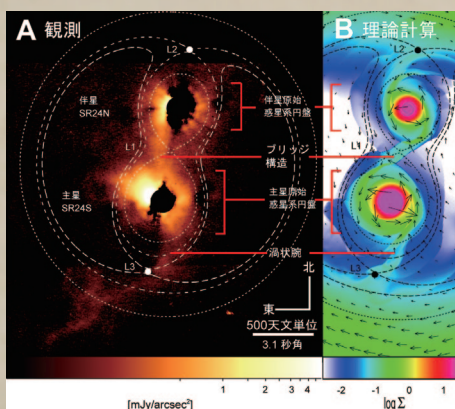 A 観測
L2
伴星
SR24N
L1
主星
SR24S
L3
伴星原始
惑星系円盤
ブリッジ
構造
主星原始
惑星系円盤
渦状腕
北
東
500天文単位
3.1 秒角
1 2 3 4
[mJy/arcsec²]
B 理論計算
L2
L1
L3
-2 -1 0 1
log Σ